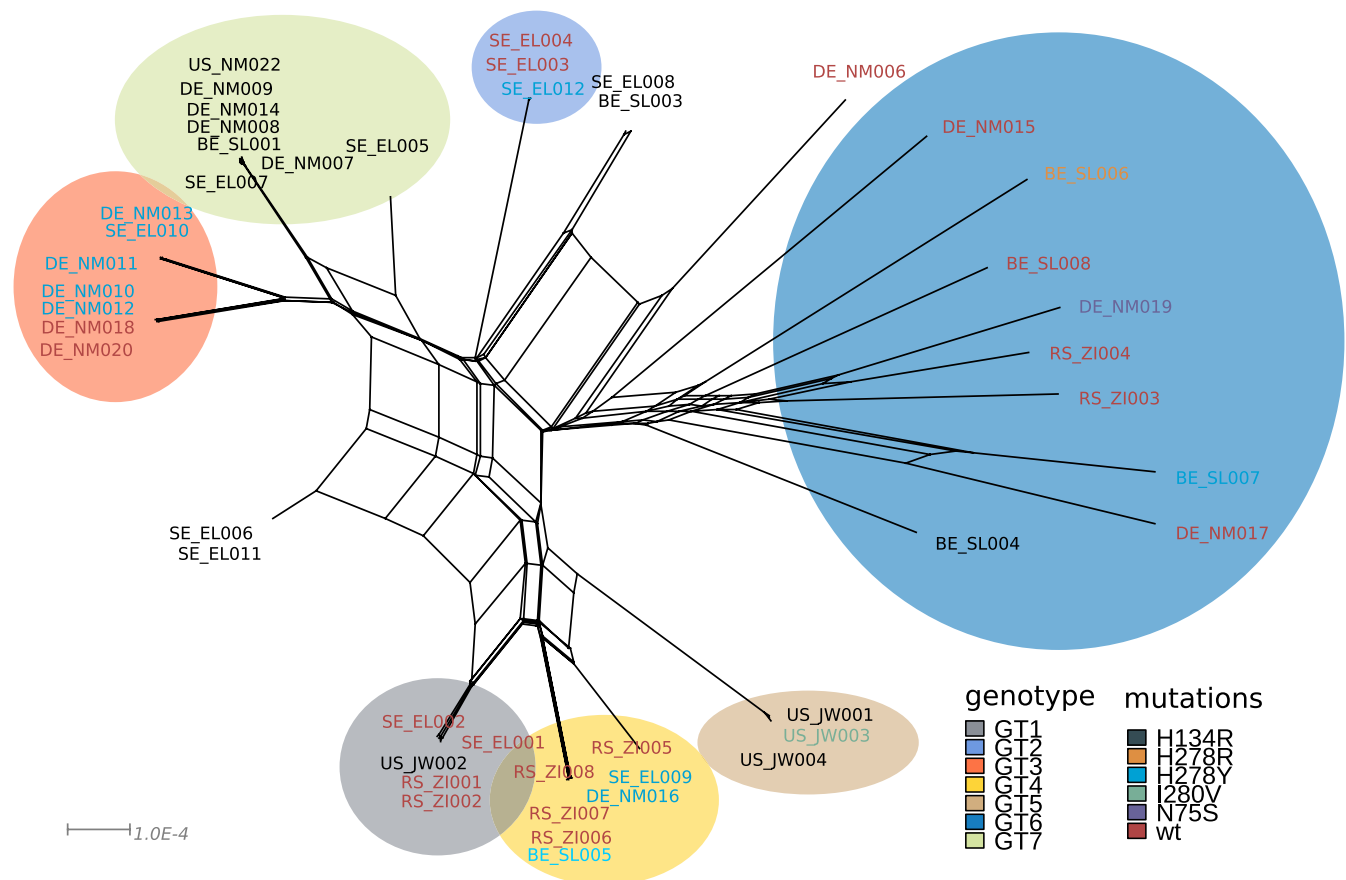 SE_EL004
SE_EL003
SE_EL012
SE_EL008
BE_SL003
US_NM022
DE_NM009
DE_NM014
DE_NM008
BE_SL001
DE_NM007
SE_EL005
SE_EL007
DE_NM006
DE_NM015
BE_SL006
DE_NM013
SE_EL010
DE_NM011
DE_NM010
DE_NM012
DE_NM018
DE_NM020
BE_SL008
DE_NM019
RS_ZI004
RS_ZI003
BE_SL007
DE_NM017
BE_SL004
SE_EL006
SE_EL011
SE_EL002
SE_EL001
US_JW002
RS_ZI001
RS_ZI002
RS_ZI005
RS_ZI008
SE_EL009
DE_NM016
RS_ZI007
RS_ZI006
BE_SL005
US_JW001
US_JW003
US_JW004
genotype
GT1
GT2
GT3
GT4
GT5
GT6
GT7
mutations
H134R
H278R
H278Y
I280V
N75S
wt
1.0E-4